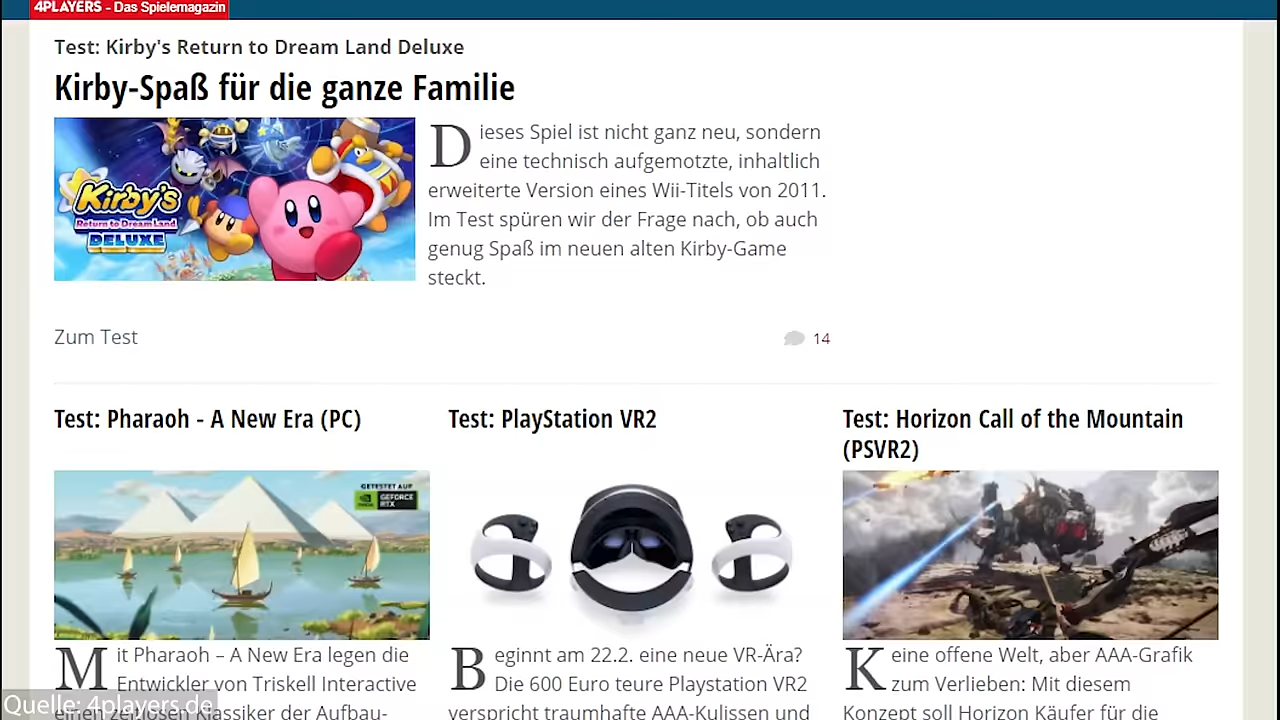 4PLAYERS - Das Spielemagazin
Test: Kirby's Return to Dream Land Deluxe
Kirby-Spaß für die ganze Familie
Kirby's
Return to Dream Land
DELUXE
Dieses Spiel ist nicht ganz neu, sondern
eine technisch aufgemotzte, inhaltlich
erweiterte Version eines Wii-Titels von 2011.
Im Test spüren wir der Frage nach, ob auch
genug Spaß im neuen alten Kirby-Game
steckt.
Zum Test
14
Test: Pharaoh - A New Era (PC)
GETESTET AUF
NVIDIA
GEFORCE
RTX
Mit Pharaoh – A New Era legen die
Entwickler von Triskell Interactive
einen zeitlosen Klassiker der Aufbau-
Test: PlayStation VR2
Beginnt am 22.2. eine neue VR-Ära?
Die 600 Euro teure Playstation VR2
verspricht traumhafte AAA-Kulissen und
Test: Horizon Call of the Mountain
(PSVR2)
Keine offene Welt, aber AAA-Grafik
zum Verlieben: Mit diesem
Konzept soll Horizon Käufer für die
Quelle: 4players.de